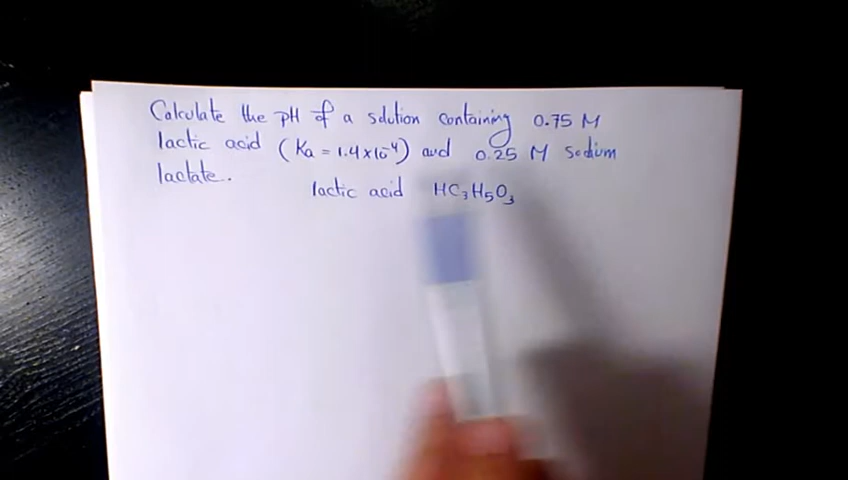 Calculate the pH of a solution containing 0.75 M
lactic acid (Ka = 1.4x10⁻⁴) and 0.25 M sodium
lactate.
lactic acid HC₃H₅O₃